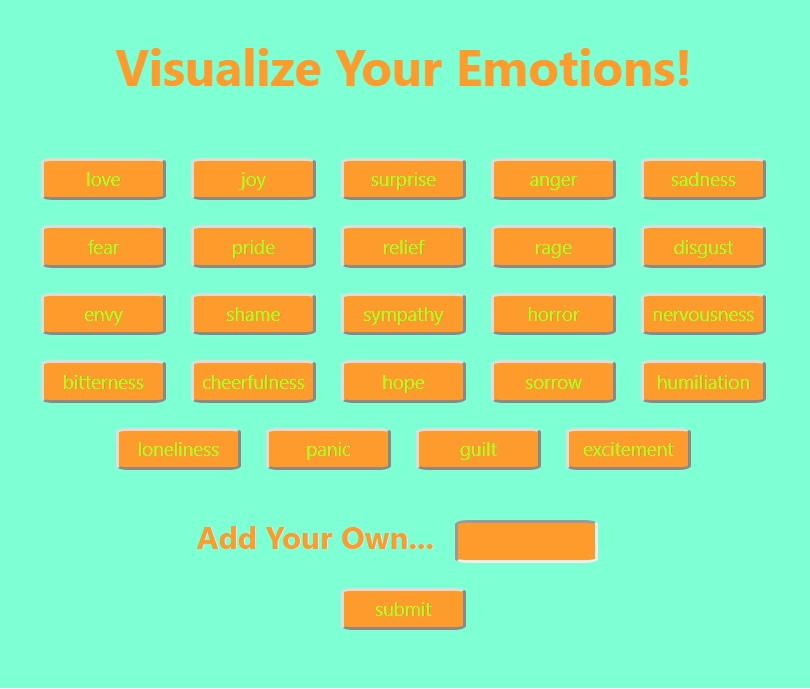 Visualize Your Emotions!
love joy surprise anger sadness
fear pride relief rage disgust
envy shame sympathy horror nervousness
bitterness cheerfulness hope sorrow humiliation
loneliness panic guilt excitement
Add Your Own...
submit